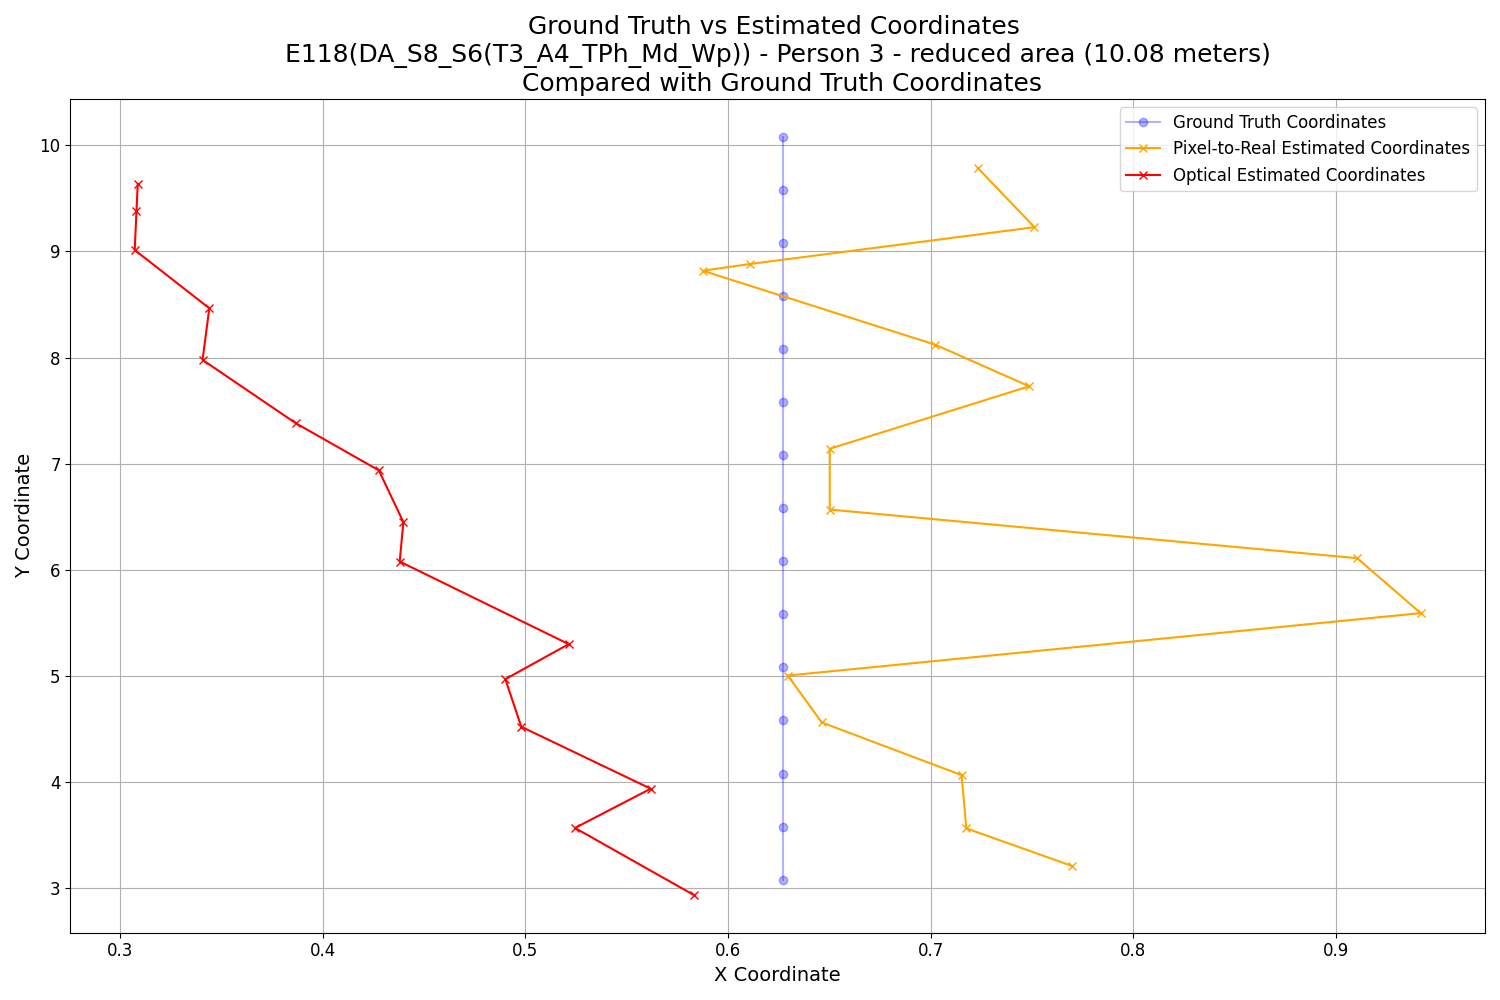 Ground Truth vs Estimated Coordinates
E118(DA_S8_S6(T3_A4_TPh_Md_Wp)) - Person 3 - reduced area (10.08 meters)
Compared with Ground Truth Coordinates
Ground Truth Coordinates
Pixel-to-Real Estimated Coordinates
Optical Estimated Coordinates
Y Coordinate
10
9
8
7
6
5
4
3
0.3
0.4
0.5
0.6
0.7
0.8
0.9
X Coordinate